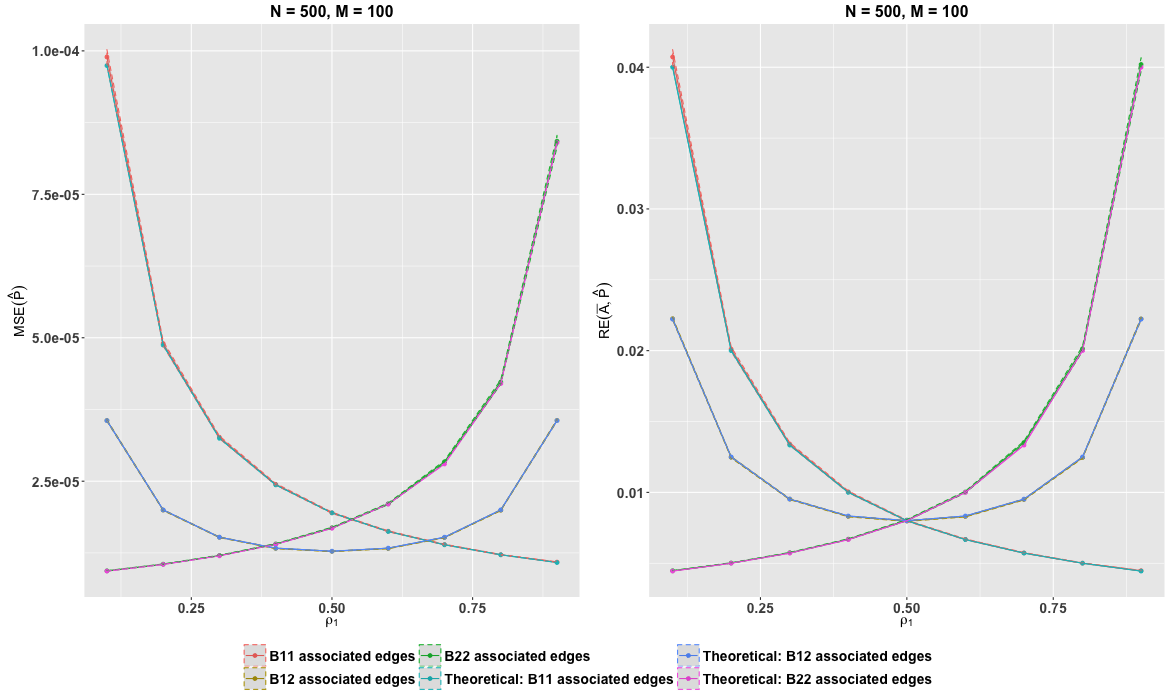 N = 500, M = 100
1.0e-04
7.5e-05
5.0e-05
2.5e-05
MSE(P̂)
0.25 0.50 0.75
ρ1
N = 500, M = 100
0.04
0.03
0.02
0.01
RE(A̅, P̂)
0.25 0.50 0.75
ρ1
B11 associated edges B22 associated edges Theoretical: B12 associated edges
B12 associated edges Theoretical: B11 associated edges Theoretical: B22 associated edges